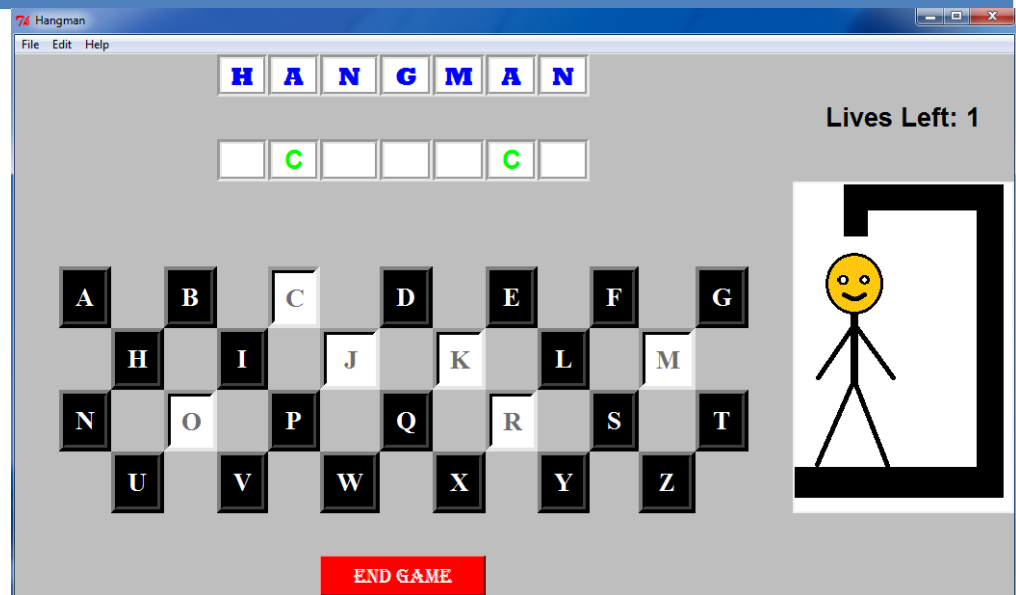 Hangman
File Edit Help
H A N G M A N
Lives Left: 1
C C
A B C D E F G
H I J K L M
N O P Q R S T
U V W X Y Z
END GAME